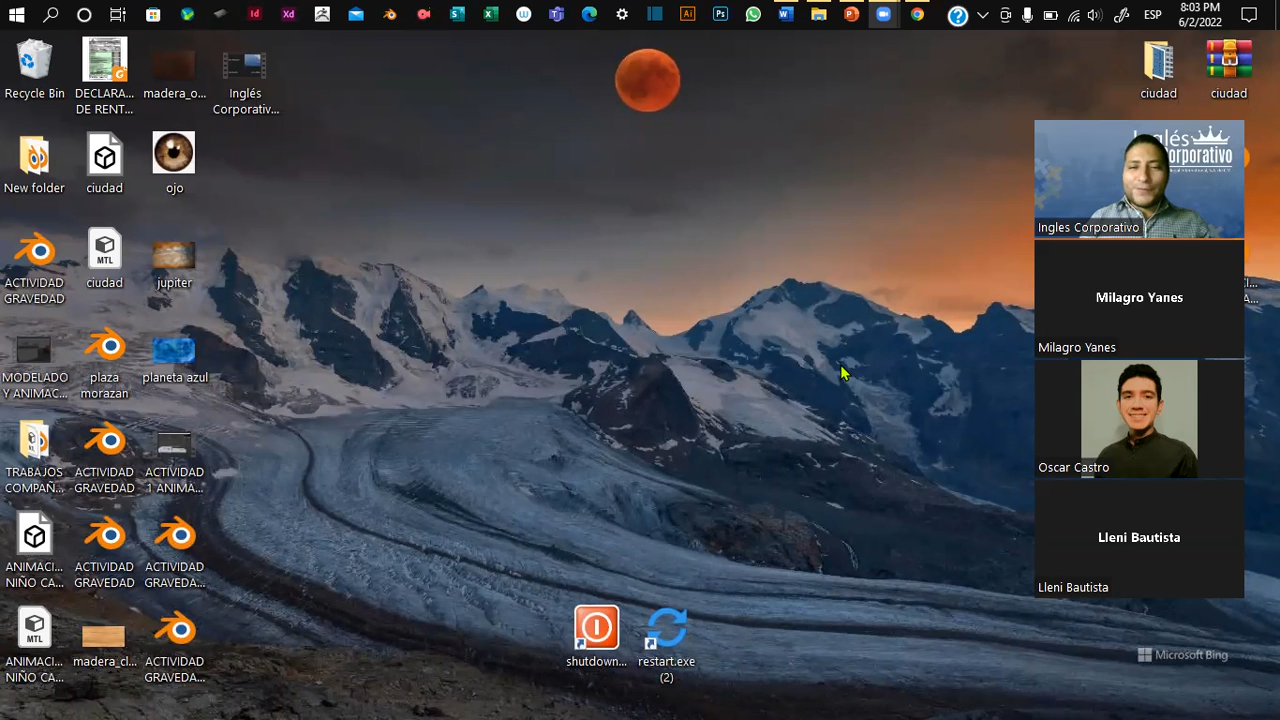 ESP
8:03 PM
6/2/2022
Recycle Bin
DECLARA...
DE RENT...
madera_o...
Inglés
Corporativ...
ciudad
ciudad
New folder
ciudad
ojo
Inglés
Corporativo
Ingles Corporativo
ACTIVIDAD
GRAVEDAD
MTL
ciudad
jupiter
Milagro Yanes
Milagro Yanes
MODELADO
Y ANIMAC...
plaza
morazan
planeta azul
Oscar Castro
TRABAJOS
COMPAÑ...
ACTIVIDAD
GRAVEDAD
ACTIVIDAD
1 ANIMA...
Lleni Bautista
Lleni Bautista
ANIMACI...
NIÑO CA...
ACTIVIDAD
GRAVEDAD
ACTIVIDAD
GRAVEDA...
MTL
ANIMACI...
NIÑO CA...
madera_cl...
ACTIVIDAD
GRAVEDA...
shutdown...
restart.exe
(2)
Microsoft Bing